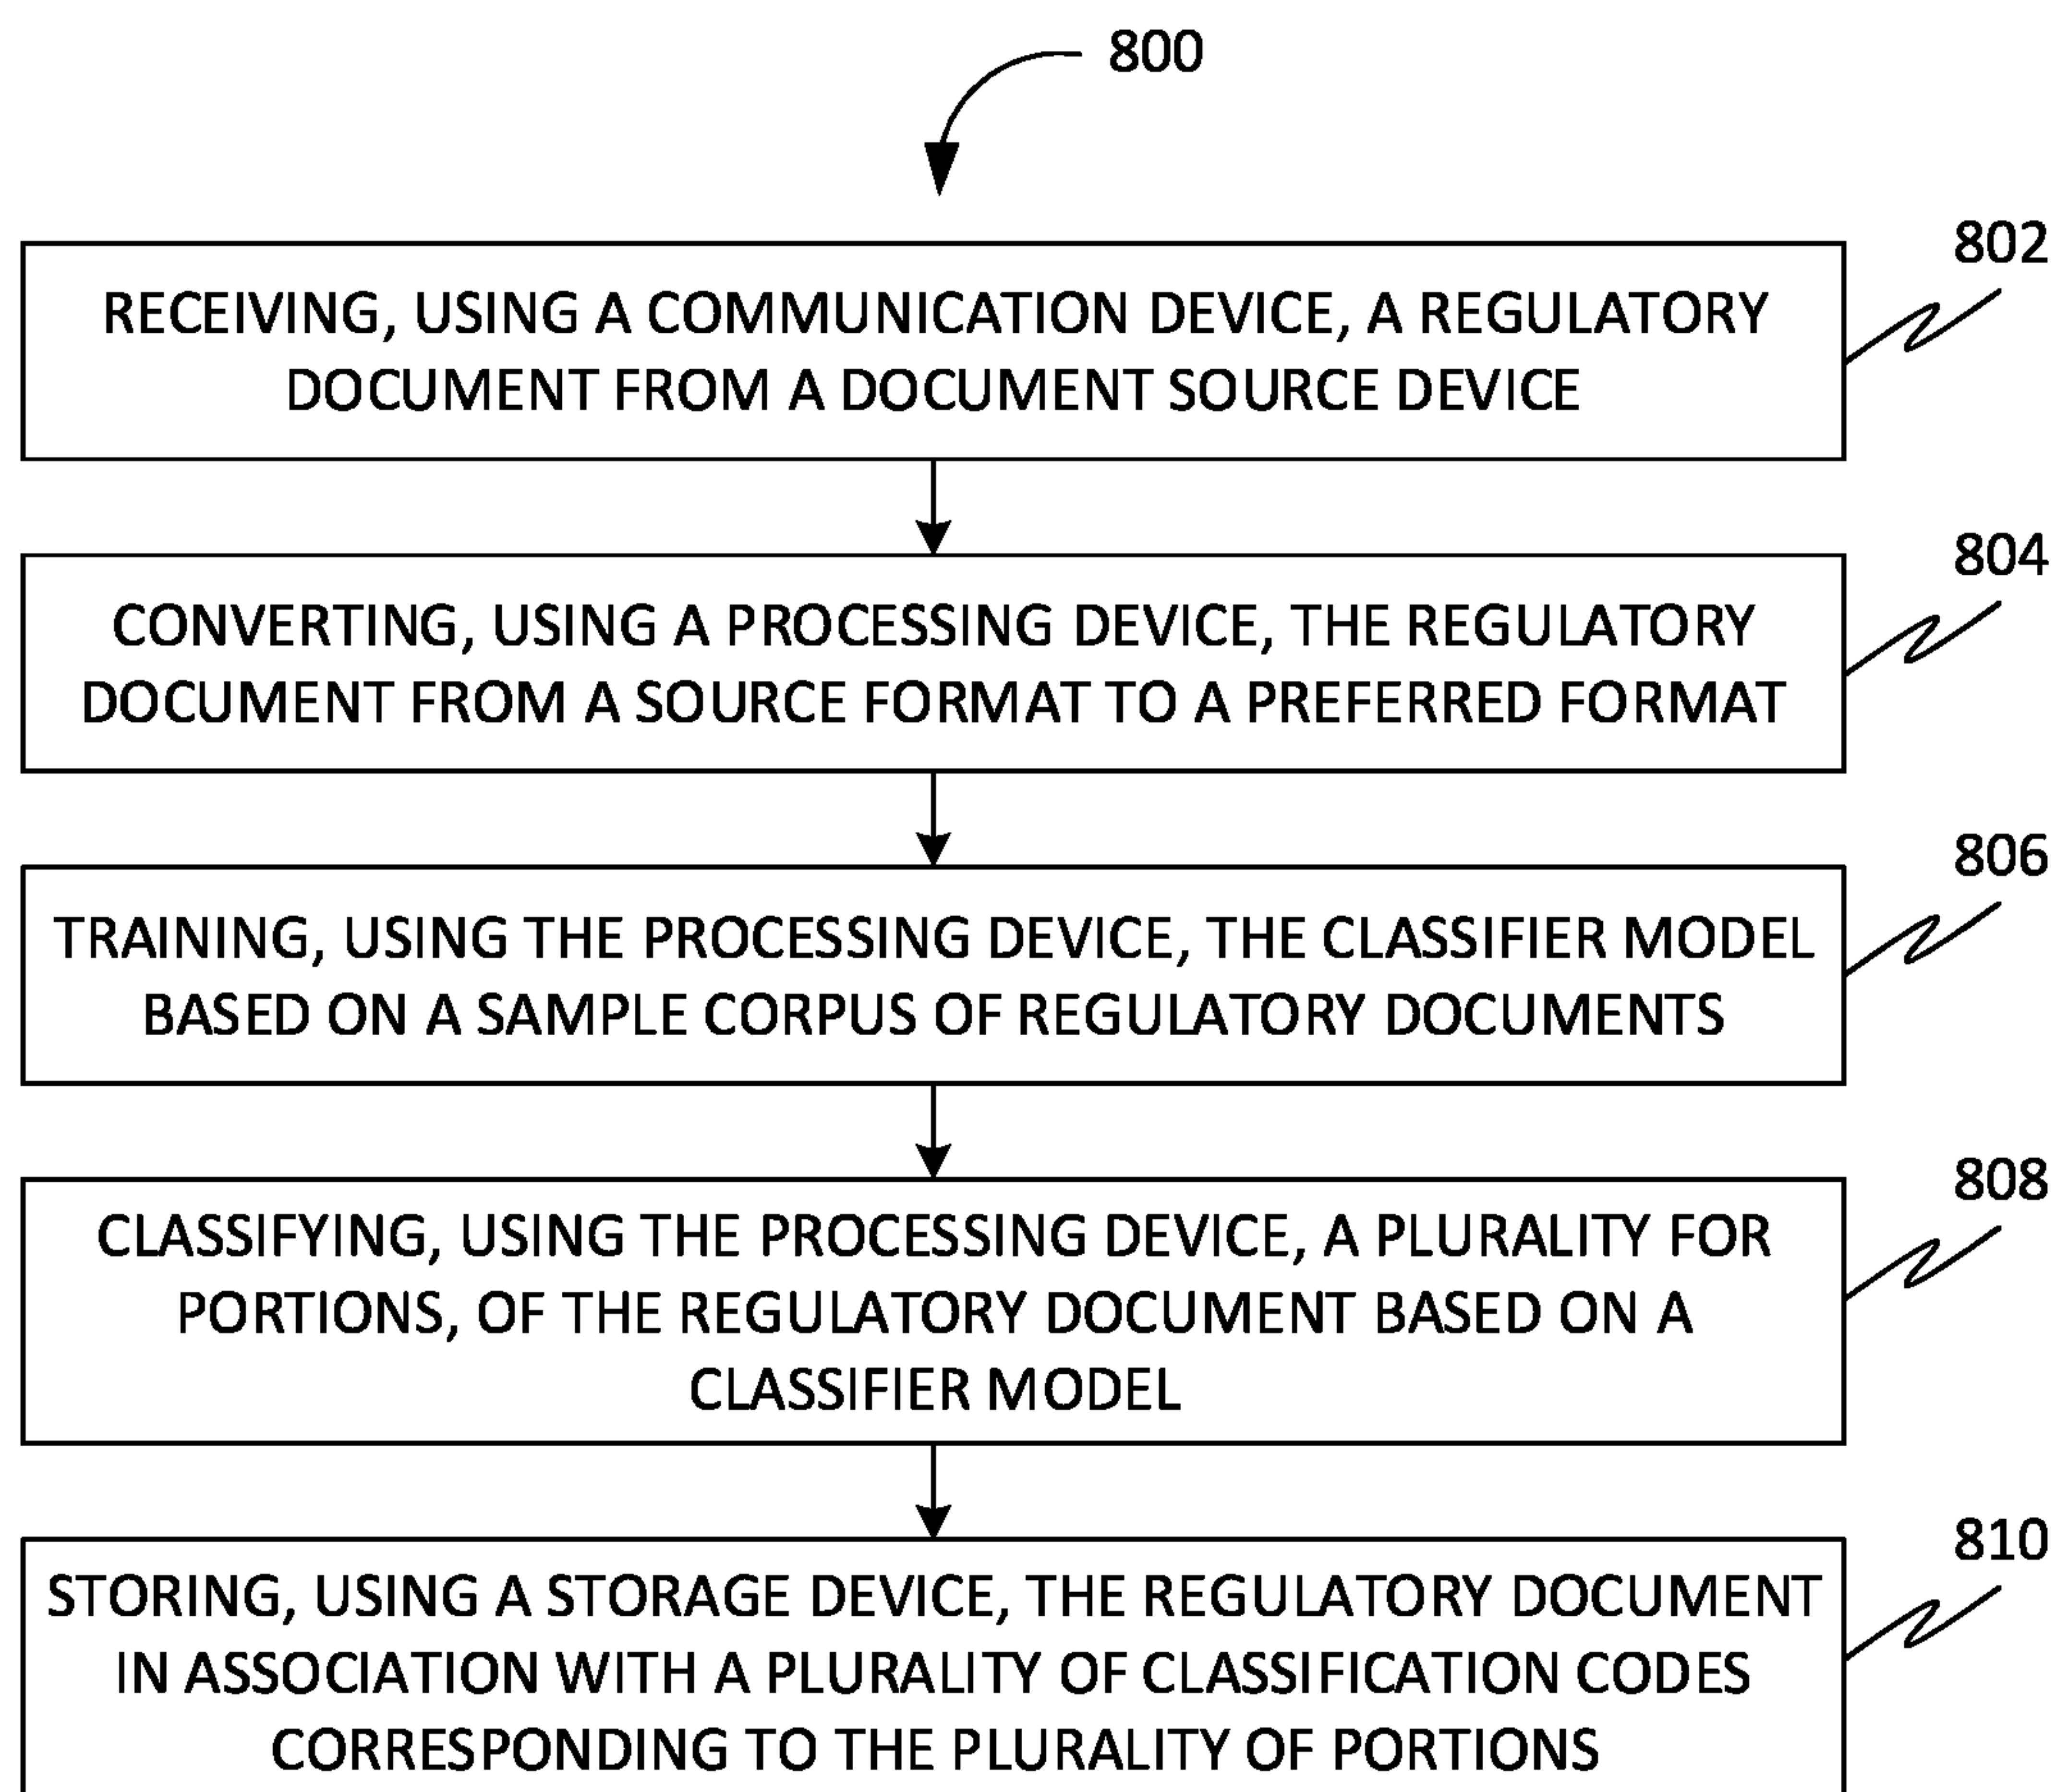 800
802
RECEIVING, USING A COMMUNICATION DEVICE, A REGULATORY
DOCUMENT FROM A DOCUMENT SOURCE DEVICE
804
CONVERTING, USING A PROCESSING DEVICE, THE REGULATORY
DOCUMENT FROM A SOURCE FORMAT TO A PREFERRED FORMAT
806
TRAINING, USING THE PROCESSING DEVICE, THE CLASSIFIER MODEL
BASED ON A SAMPLE CORPUS OF REGULATORY DOCUMENTS
808
CLASSIFYING, USING THE PROCESSING DEVICE, A PLURALITY FOR
PORTIONS, OF THE REGULATORY DOCUMENT BASED ON A
CLASSIFIER MODEL
810
STORING, USING A STORAGE DEVICE, THE REGULATORY DOCUMENT
IN ASSOCIATION WITH A PLURALITY OF CLASSIFICATION CODES
CORRESPONDING TO THE PLURALITY OF PORTIONS